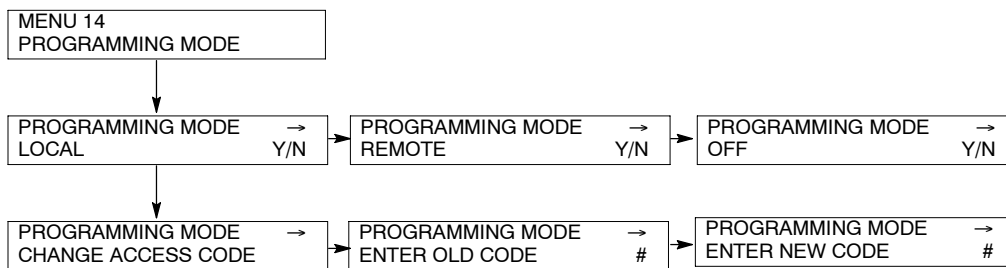 MENU 14
PROGRAMMING MODE
PROGRAMMING MODE →
LOCAL Y/N
PROGRAMMING MODE →
REMOTE Y/N
PROGRAMMING MODE →
OFF Y/N
PROGRAMMING MODE →
CHANGE ACCESS CODE
PROGRAMMING MODE →
ENTER OLD CODE #
PROGRAMMING MODE →
ENTER NEW CODE #